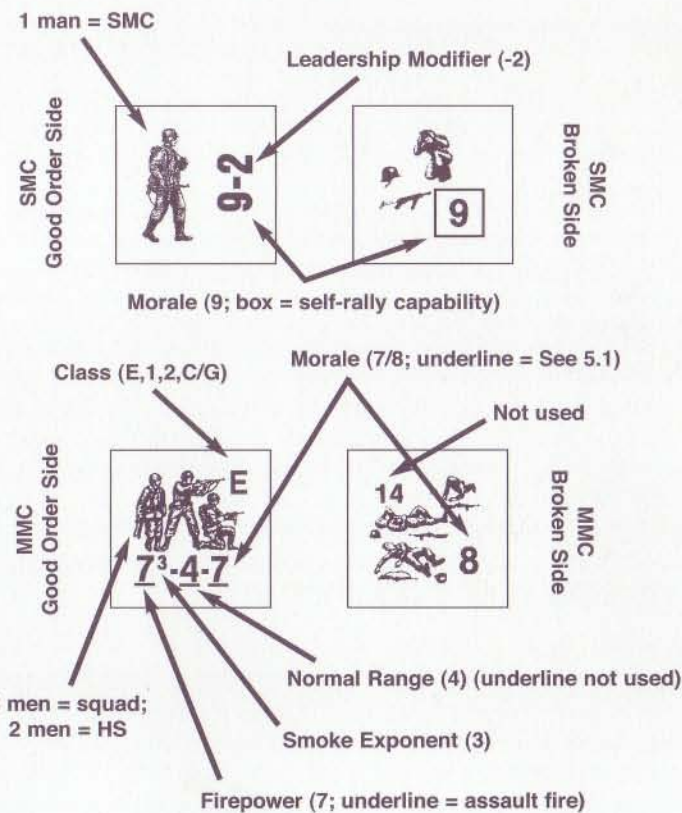 1 man = SMC
Leadership Modifier (-2)
SMC
Good Order Side
9-2
9
SMC
Broken Side
Morale (9; box = self-rally capability)
Morale (7/8; underline = See 5.1)
Class (E,1,2,C/G)
Not used
MMC
Good Order Side
E
7³-4-7
14
8
MMC
Broken Side
Normal Range (4) (underline not used)
men = squad;
2 men = HS
Smoke Exponent (3)
Firepower (7; underline = assault fire)